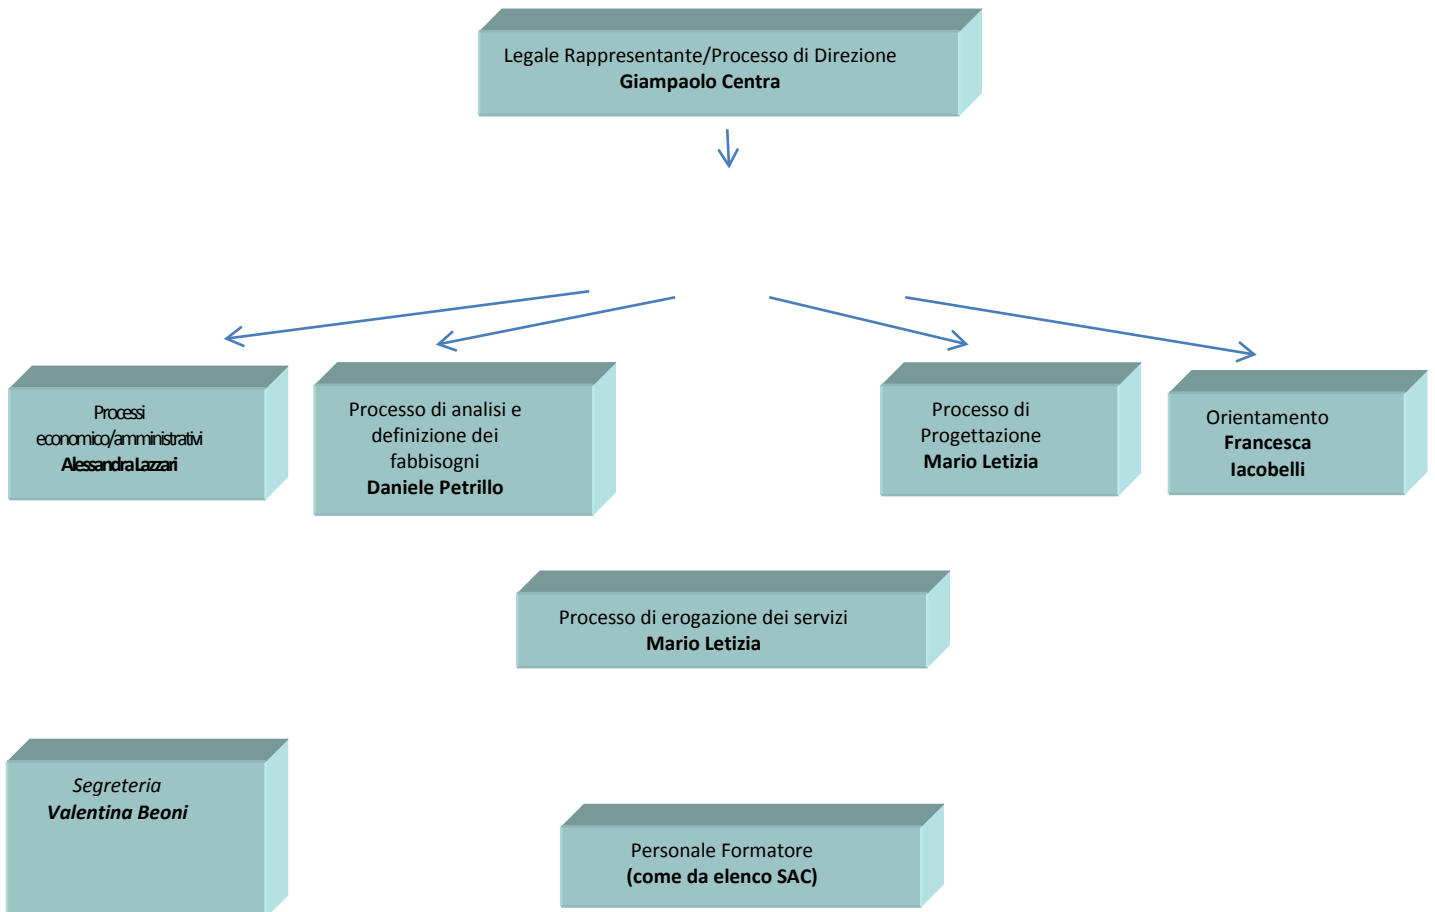 Legale Rappresentante/Processo di Direzione
Giampaolo Centra
Processi
economico/amministrativi
Alessandra Lazzari
Processo di analisi e
definizione dei
fabbisogni
Daniele Petrillo
Processo di
Progettazione
Mario Letizia
Orientamento
Francesca
Iacobelli
Processo di erogazione dei servizi
Mario Letizia
Segreteria
Valentina Beoni
Personale Formatore
(come da elenco SAC)